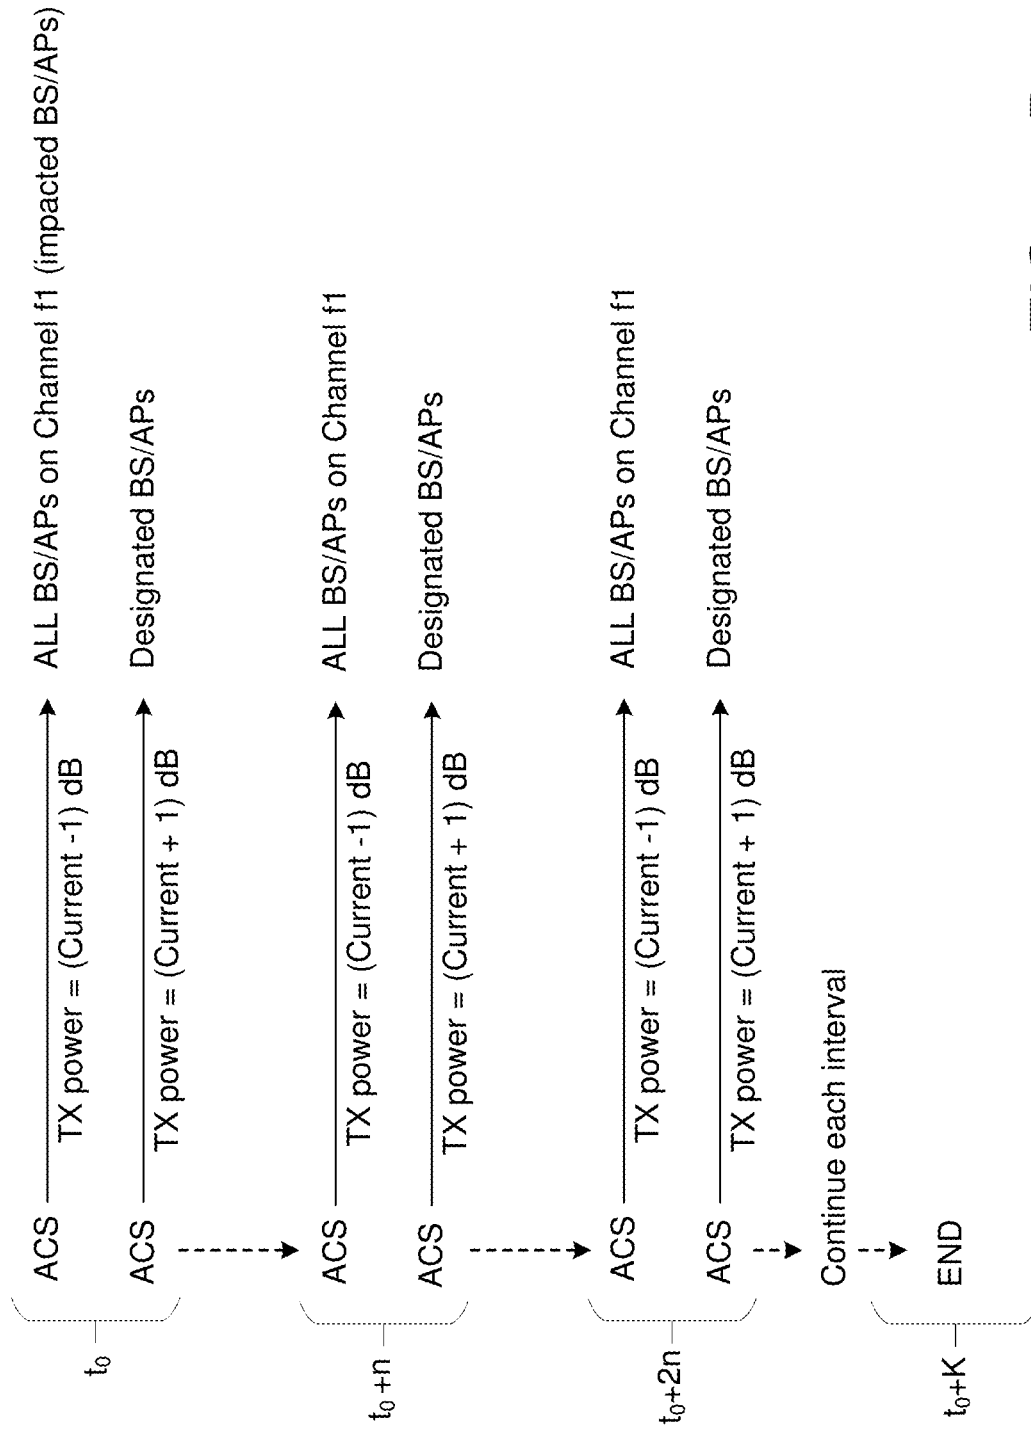 t0
ACS
ALL BS/APs on Channel f1 (impacted BS/APs)
TX power = (Current -1) dB
ACS
Designated BS/APs
TX power = (Current + 1) dB
t0 +n
ACS
ALL BS/APs on Channel f1
TX power = (Current -1) dB
ACS
Designated BS/APs
TX power = (Current + 1) dB
t0+2n
ACS
ALL BS/APs on Channel f1
TX power = (Current -1) dB
ACS
Designated BS/APs
TX power = (Current + 1) dB
Continue each interval
t0+K
END